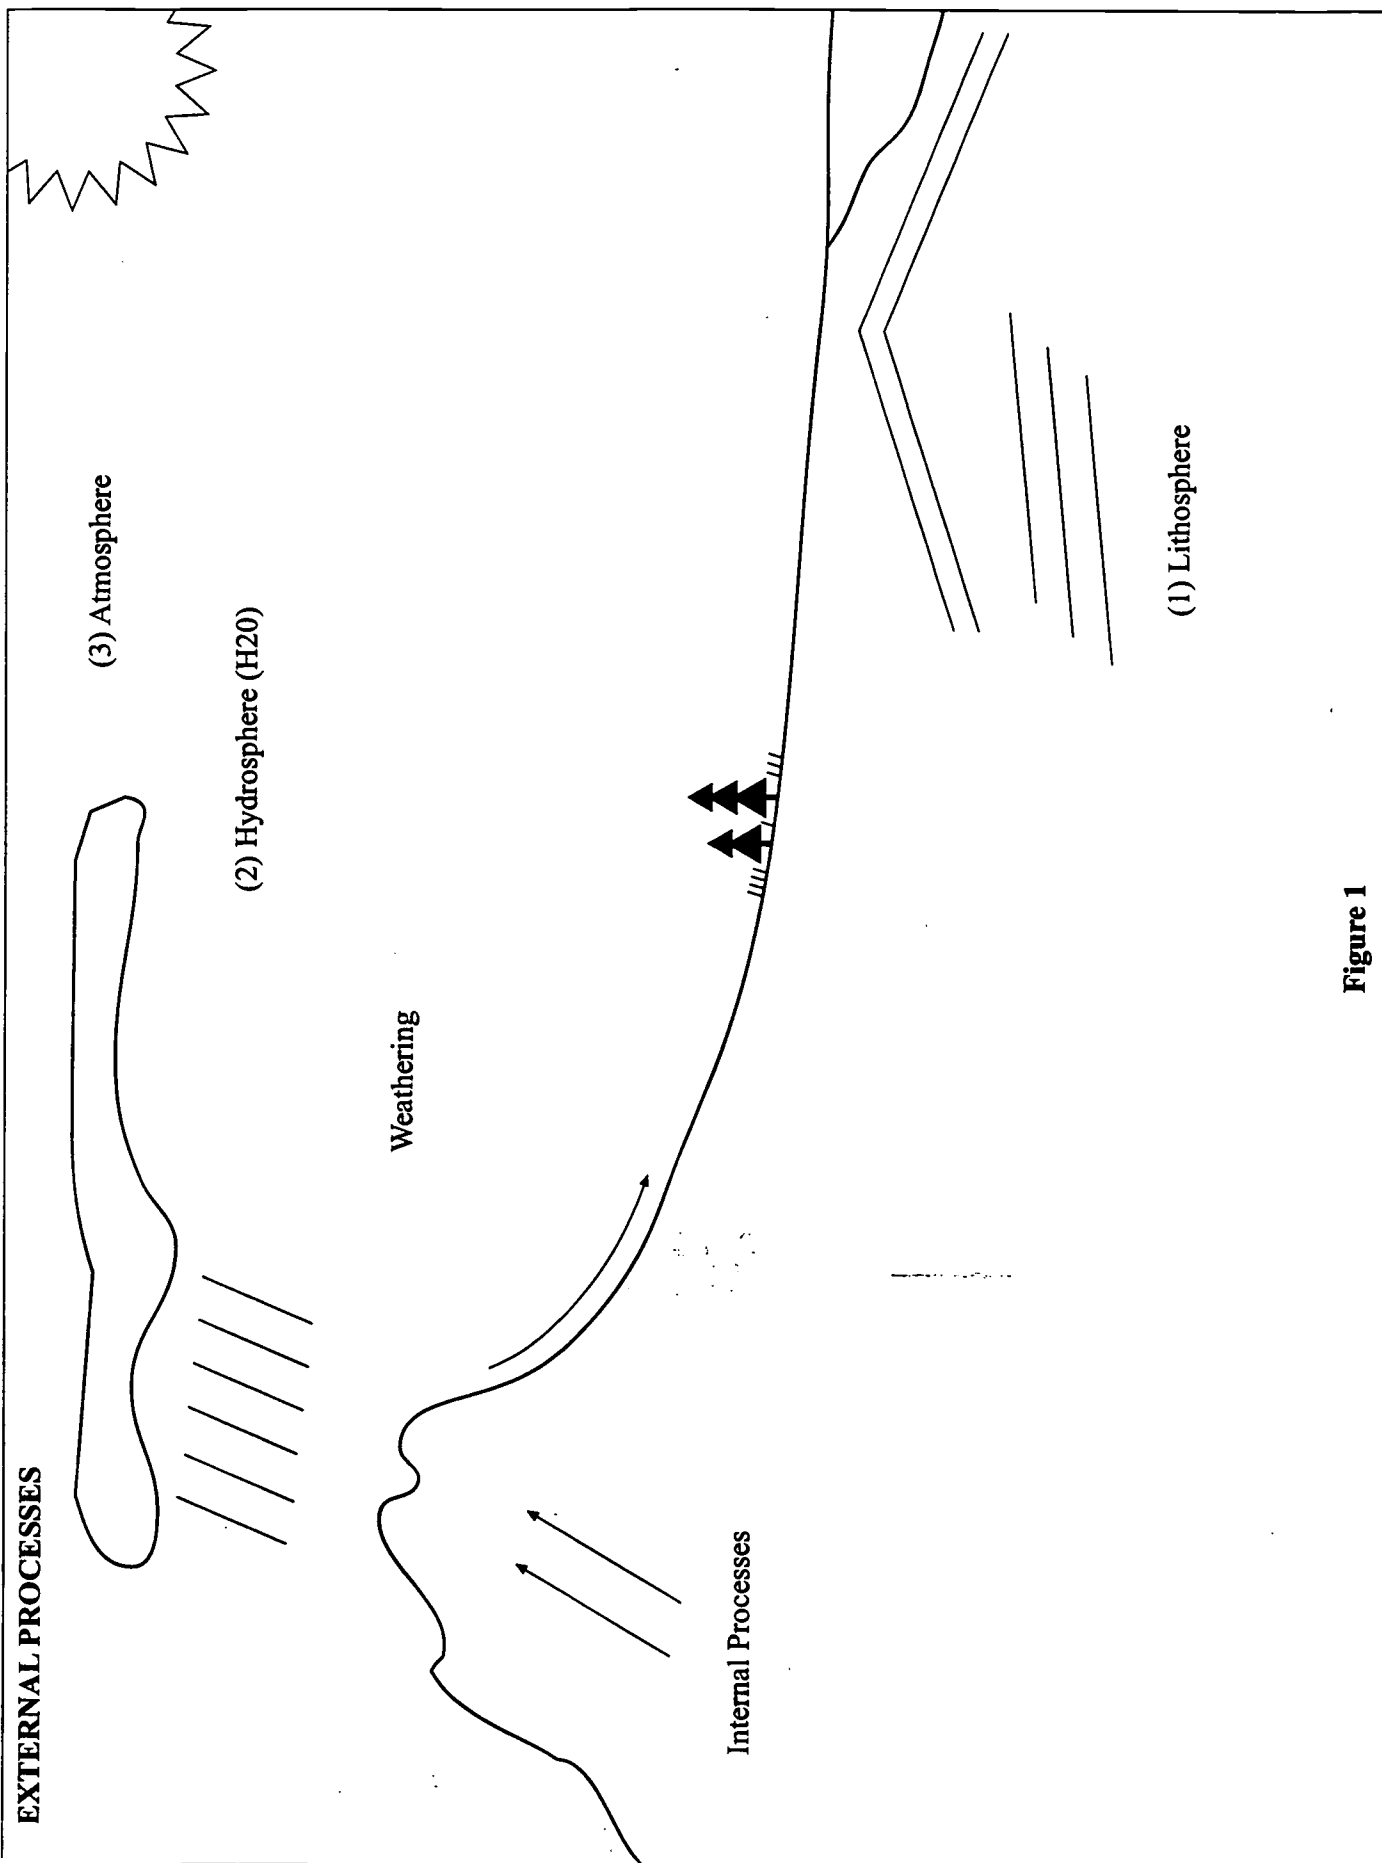 EXTERNAL PROCESSES
(3) Atmosphere
(2) Hydrosphere (H20)
Weathering
Internal Processes
(1) Lithosphere
Figure 1